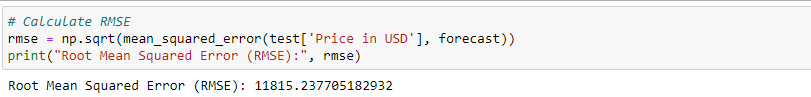 # Calculate RMSE
rmse = np.sqrt(mean_squared_error(test['Price in USD'], forecast))
print("Root Mean Squared Error (RMSE):", rmse)
Root Mean Squared Error (RMSE): 11815.237705182932